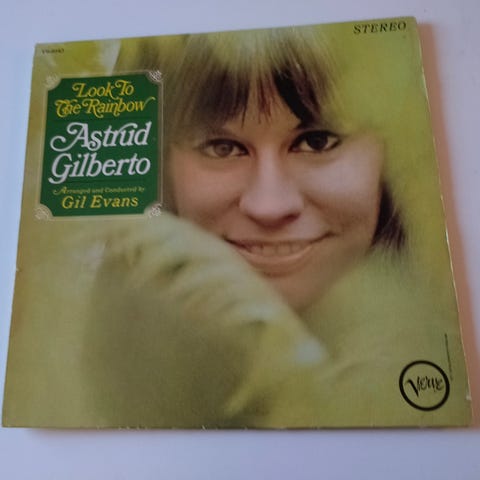 STEREO
Look To
The Rainbow
Astrud
Gilberto
Arranged and Conducted by
Gil Evans
Verve